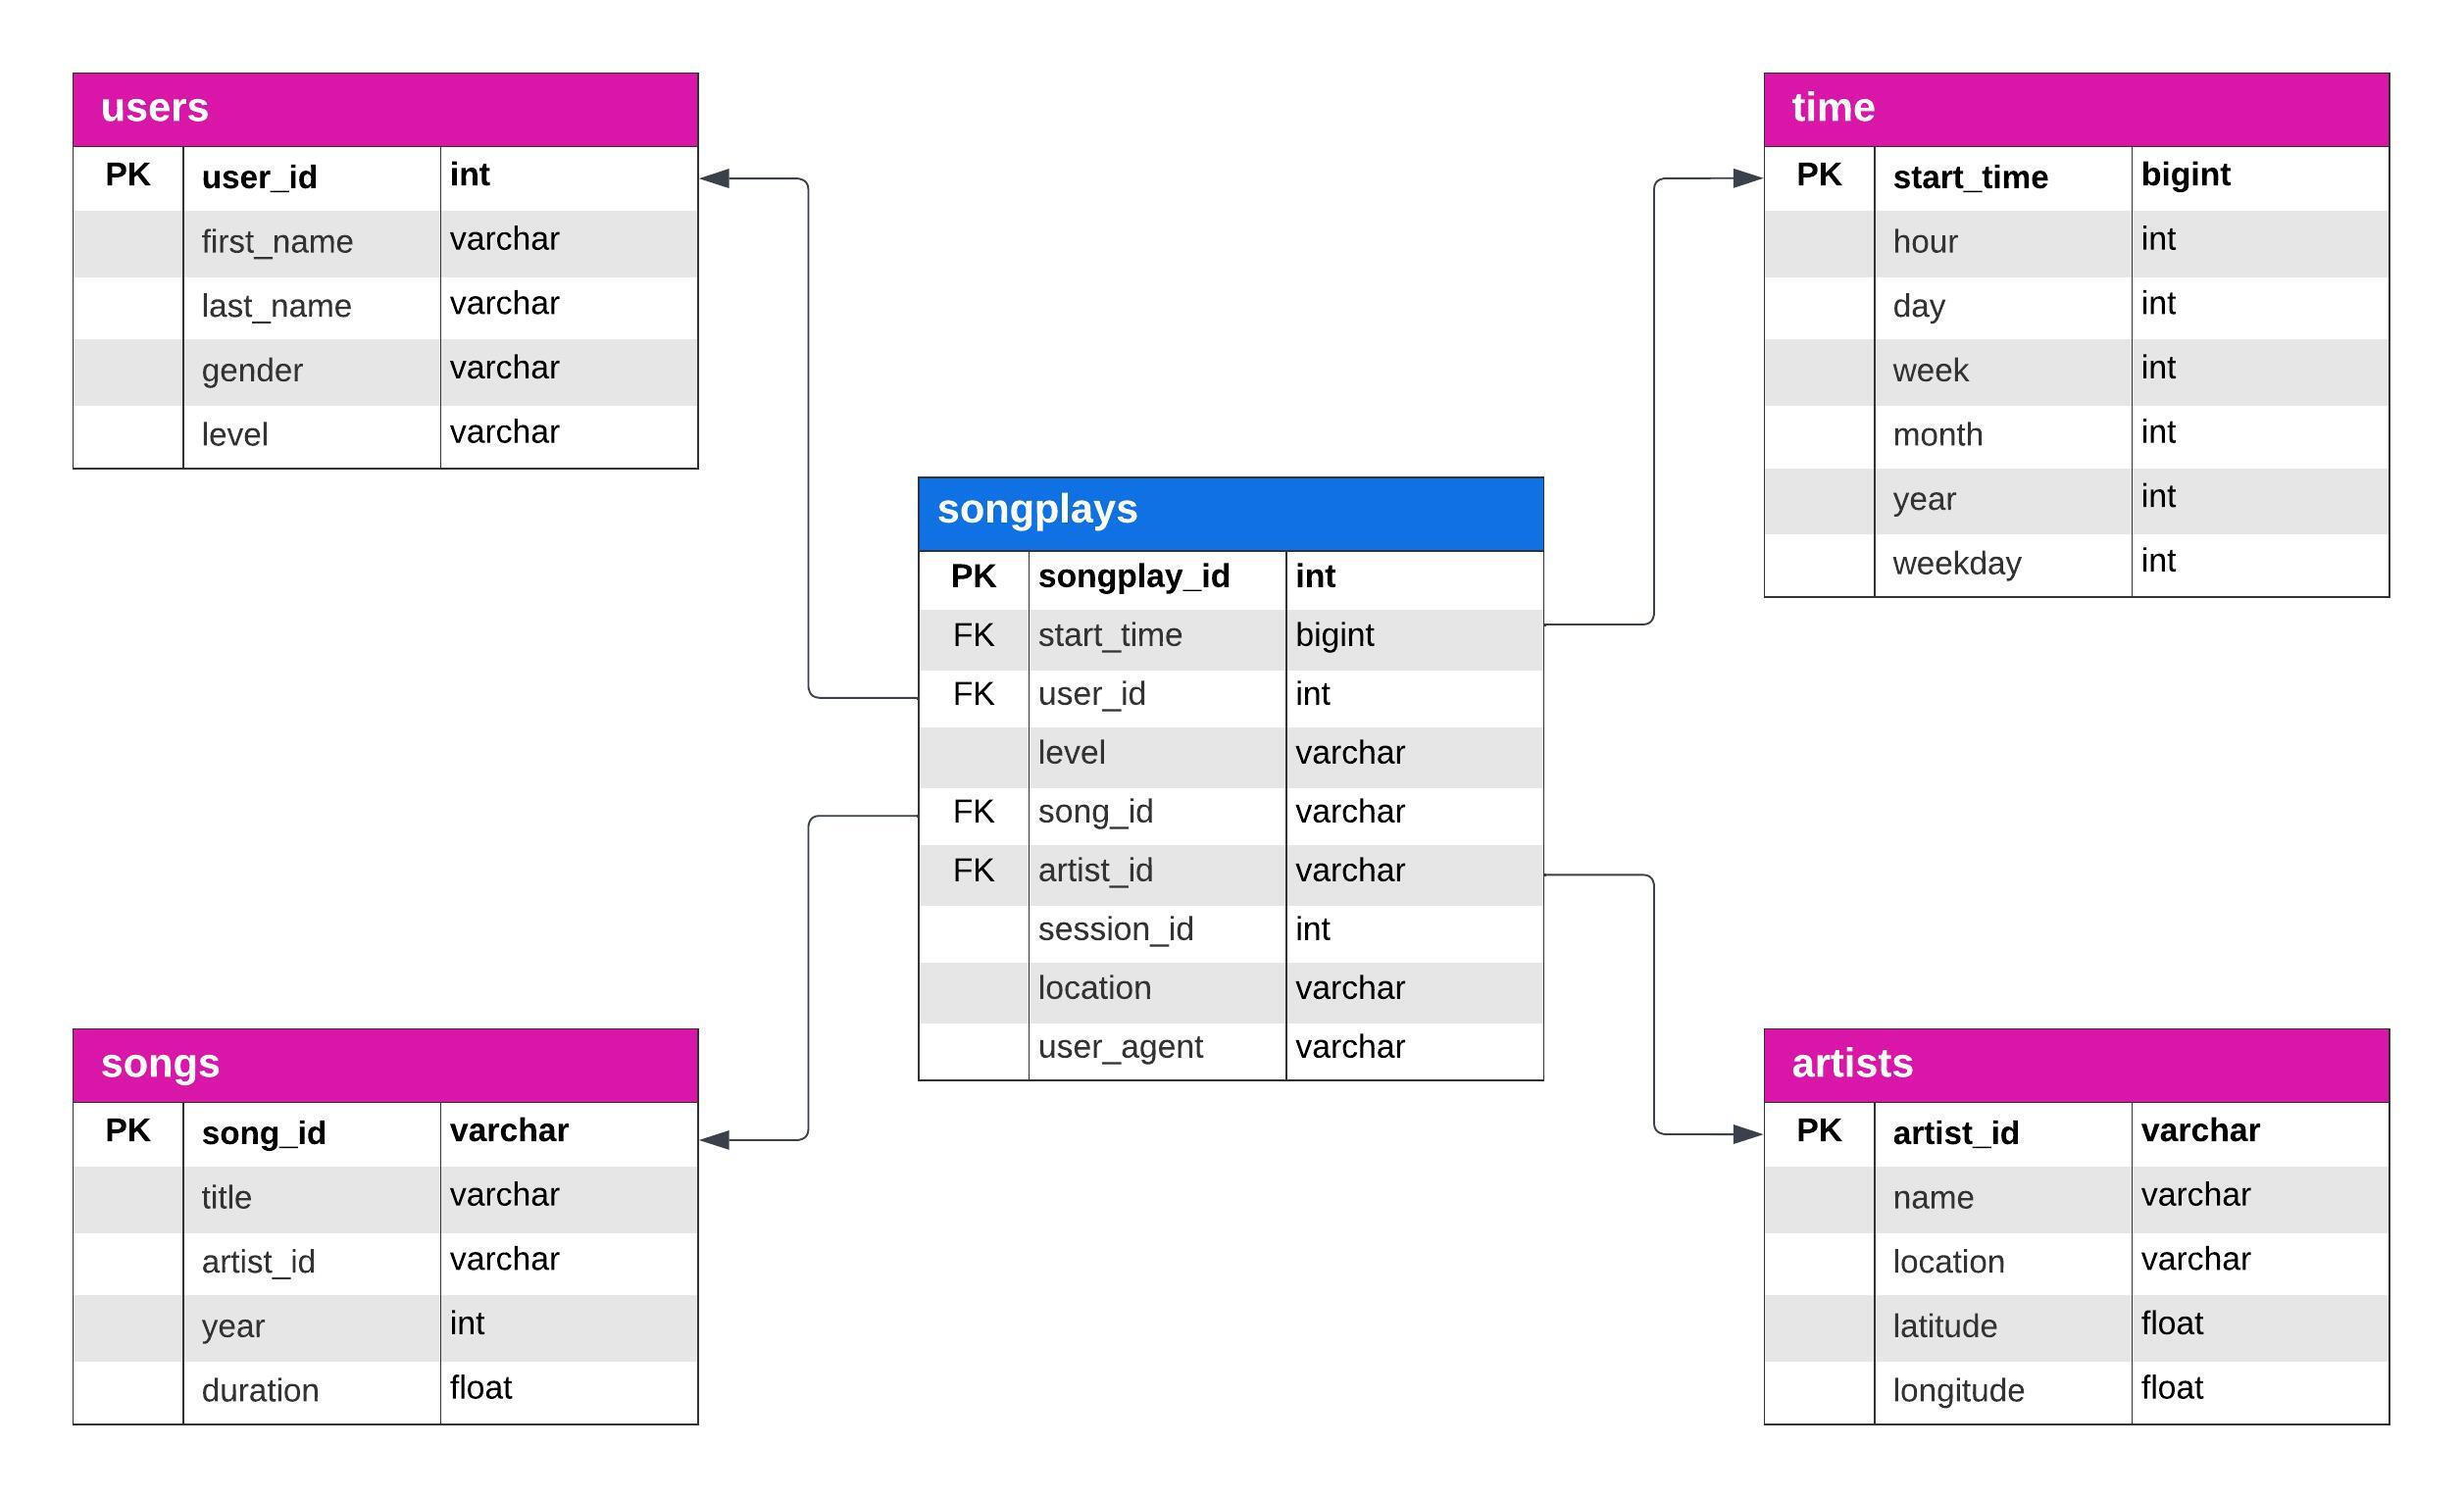 users
PK user_id int
first_name varchar
last_name varchar
gender varchar
level varchar
time
PK start_time bigint
hour int
day int
week int
month int
year int
weekday int
songplays
PK songplay_id int
FK start_time bigint
FK user_id int
level varchar
FK song_id varchar
FK artist_id varchar
session_id int
location varchar
user_agent varchar
songs
PK song_id varchar
title varchar
artist_id varchar
year int
duration float
artists
PK artist_id varchar
name varchar
location varchar
latitude float
longitude float